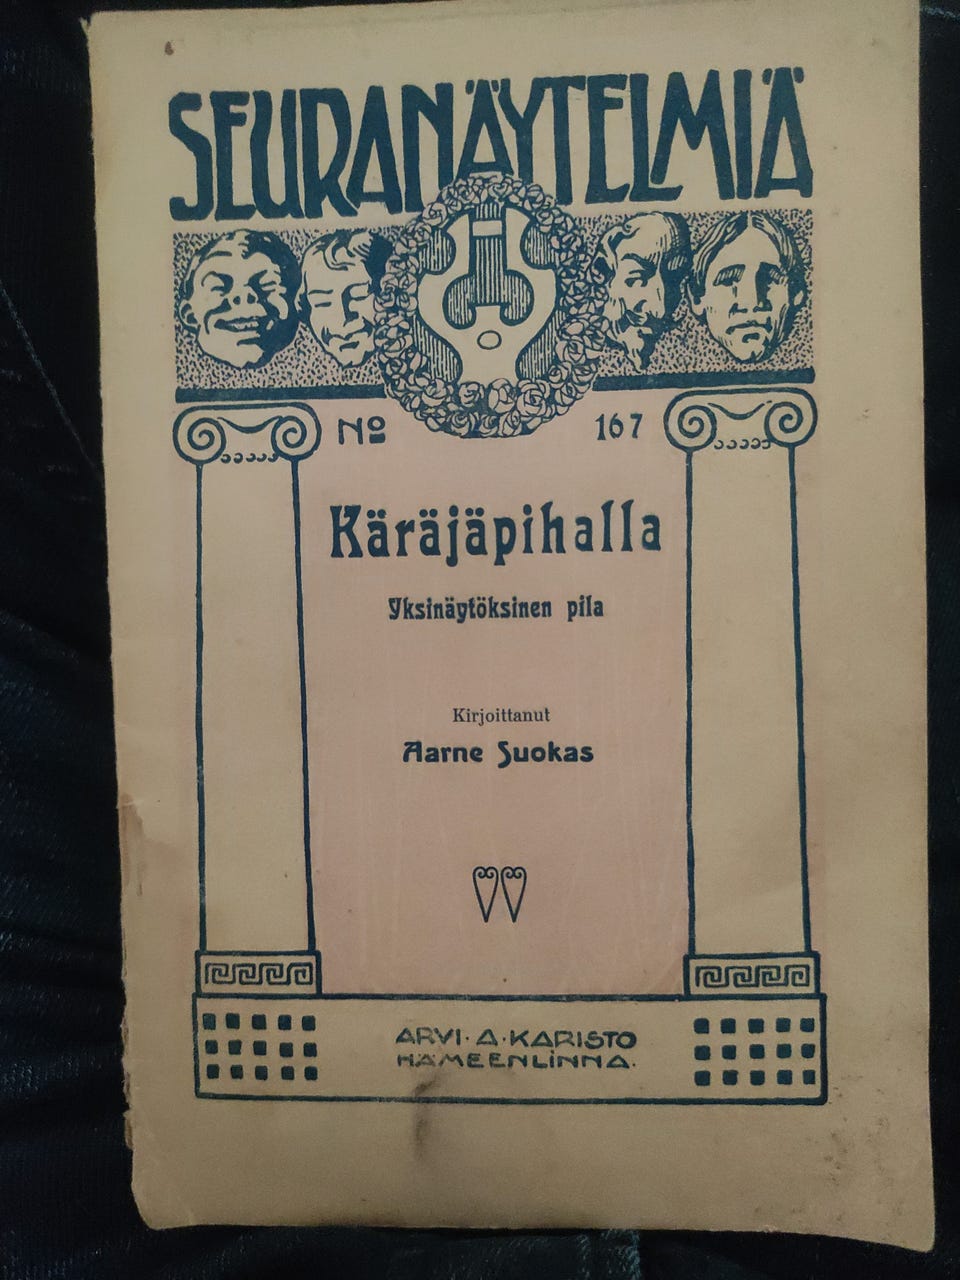 SEURANÄYTELMIÄ
No 167
Käräjäpihalla
Yksinäytöksinen pila
Kirjoittanut
Aarne Suokas
ARVI·A·KARISTO
HÄMEENLINNA·